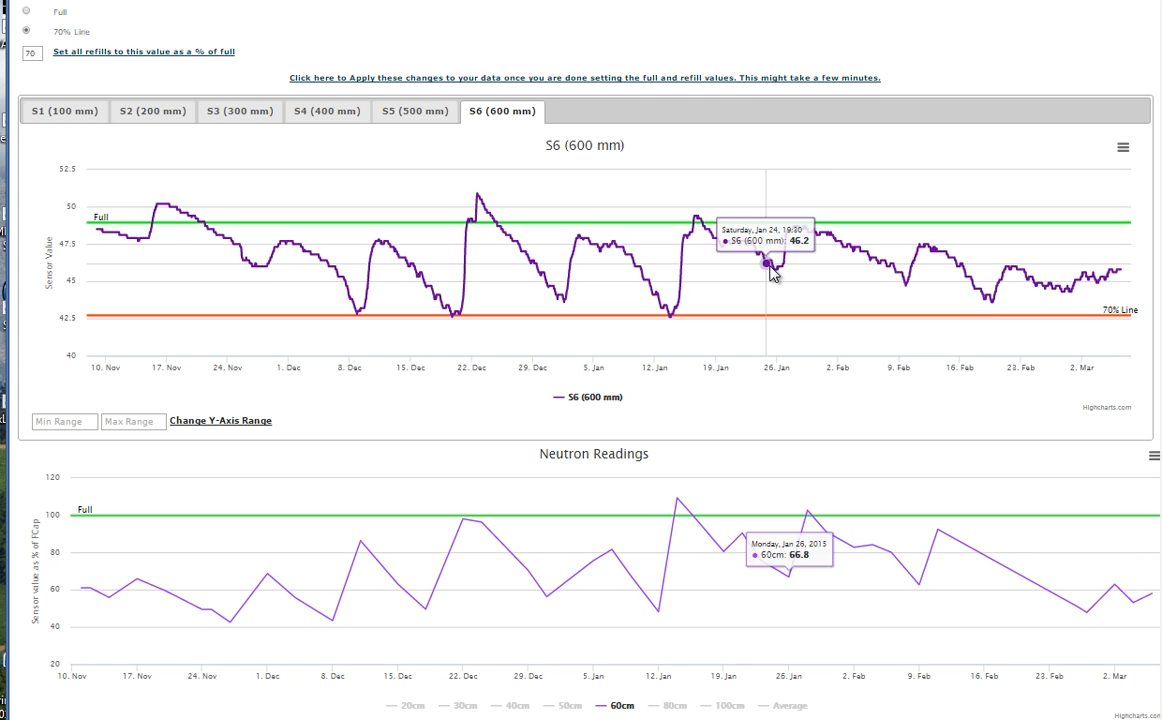 Full
70% Line
70 Set all refills to this value as a % of full
Click here to Apply these changes to your data once you are done setting the full and refill values. This might take a few minutes.
S1 (100 mm) S2 (200 mm) S3 (300 mm) S4 (400 mm) S5 (500 mm) S6 (600 mm)
S6 (600 mm)
52.5
50
47.5
45
42.5
40
Sensor Value
Full
70% Line
Saturday, Jan 24, 19:30
S6 (600 mm): 46.2
10. Nov 17. Nov 24. Nov 1. Dec 8. Dec 15. Dec 22. Dec 29. Dec 5. Jan 12. Jan 19. Jan 26. Jan 2. Feb 9. Feb 16. Feb 23. Feb 2. Mar
S6 (600 mm)
Highcharts.com
Min Range Max Range Change Y-Axis Range
Neutron Readings
120
100
80
60
40
20
Sensor value as % of FCap
Full
Monday, Jan 26, 2015
60cm: 66.8
10. Nov 17. Nov 24. Nov 1. Dec 8. Dec 15. Dec 22. Dec 29. Dec 5. Jan 12. Jan 19. Jan 26. Jan 2. Feb 9. Feb 16. Feb 23. Feb 2. Mar
20cm 30cm 40cm 50cm 60cm 80cm 100cm Average
Highcharts.com